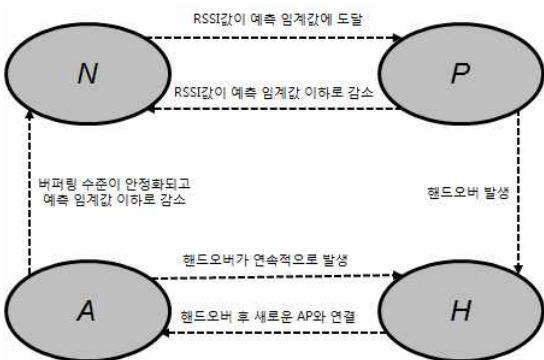 RSSI값이 예측 임계값에 도달
N
P
RSSI값이 예측 임계값 이하로 감소
버퍼링 수준이 안정화되고
예측 임계값 이하로 감소
핸드오버 발생
핸드오버가 연속적으로 발생
A
H
핸드오버 후 새로운 AP와 연결